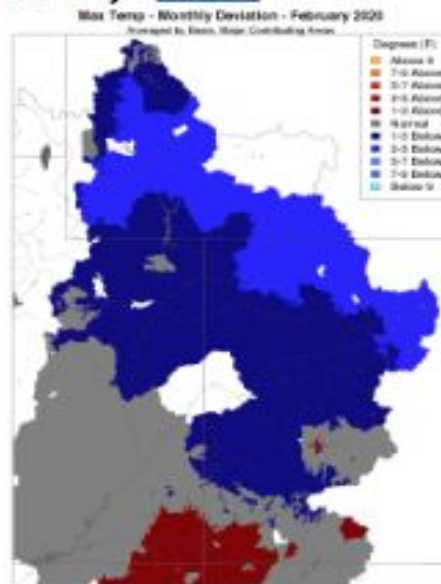 Max Temp - Monthly Deviation - February 2020
Averaged by Basin, Major Contributing Areas
Degrees (F)
Above 9
7-9 Above
5-7 Above
3-5 Above
1-3 Above
Normal
1-3 Below
3-5 Below
5-7 Below
7-9 Below
Below 9